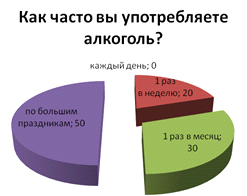 Как часто вы употребляете
алкоголь?
каждый день; 0
1 раз
в неделю; 20
по большим
праздникам; 50
1 раз в месяц;
30